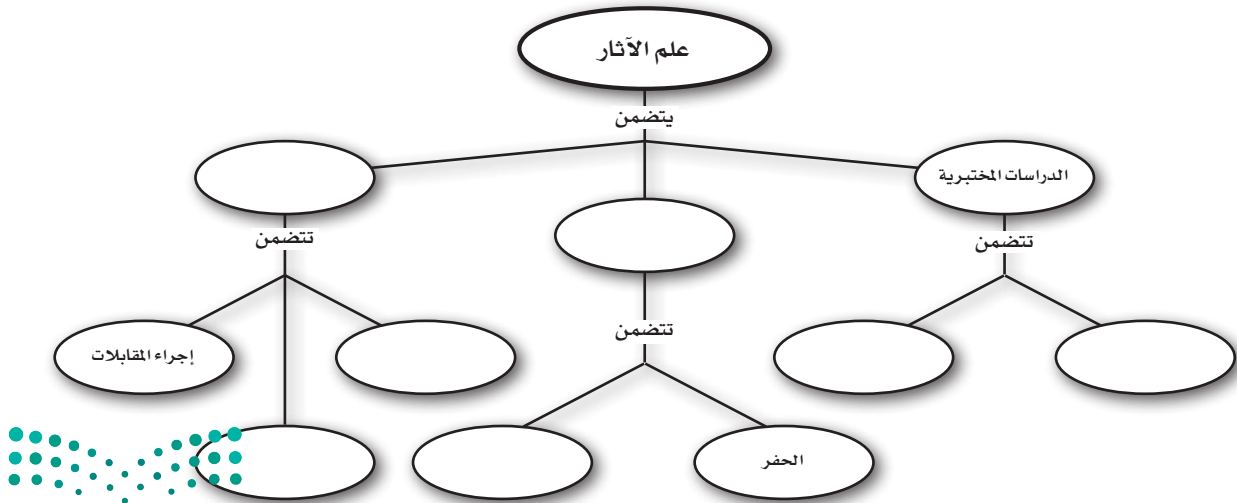 علم الآثار
يتضمن
الدراسات المختبرية
تتضمن
تتضمن
تتضمن
إجراء المقابلات
الحفر